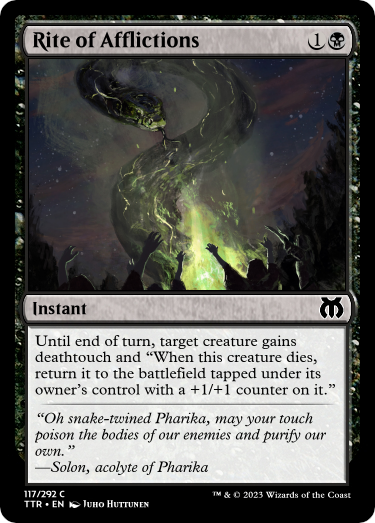 Rite of Afflictions 1
Instant
Until end of turn, target creature gains
deathtouch and “When this creature dies,
return it to the battlefield tapped under its
owner’s control with a +1/+1 counter on it.”
“Oh snake-twined Pharika, may your touch
poison the bodies of our enemies and purify our
own.”
—Solon, acolyte of Pharika
117/292 C
TTR • EN Juho Huttunen
™ & © 2023 Wizards of the Coast